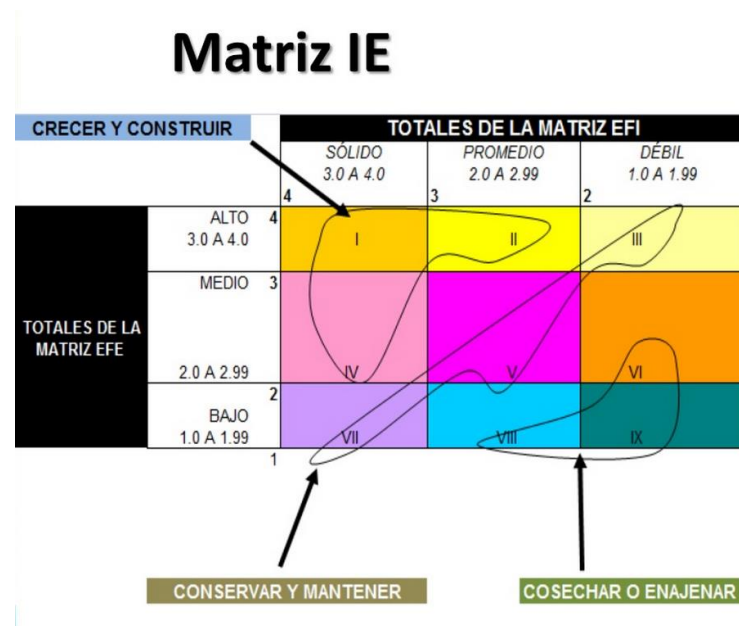 Matriz IE
CRECER Y CONSTRUIR
TOTALES DE LA MATRIZ EFI
SÓLIDO
3.0 A 4.0
PROMEDIO
2.0 A 2.99
DÉBIL
1.0 A 1.99
4
3
2
ALTO
3.0 A 4.0
4
I
II
III
TOTALES DE LA
MATRIZ EFE
MEDIO
3
2.0 A 2.99
IV
V
VI
2
BAJO
1.0 A 1.99
VII
VIII
IX
1
CONSERVAR Y MANTENER
COSECHAR O ENAJENAR